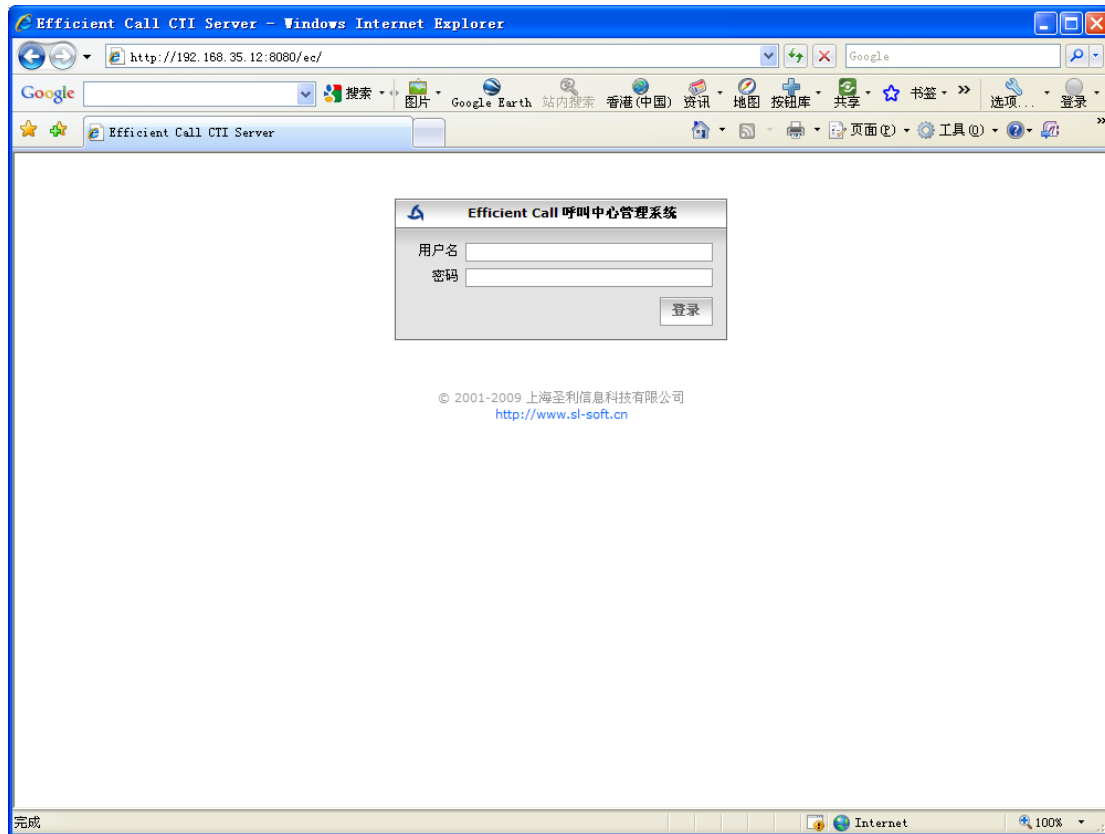 Efficient Call CTI Server - Windows Internet Explorer
http://192.168.35.12:8080/ec/
Google
Google 搜索 图片 Google Earth 站内搜索 香港(中国) 资讯 地图 按钮库 共享 书签 » 选项... 登录
Efficient Call CTI Server 页面(P) 工具(O) »
Efficient Call 呼叫中心管理系统
用户名
密码
登录
© 2001-2009 上海圣利信息科技有限公司
http://www.sl-soft.cn
完成 Internet 100%